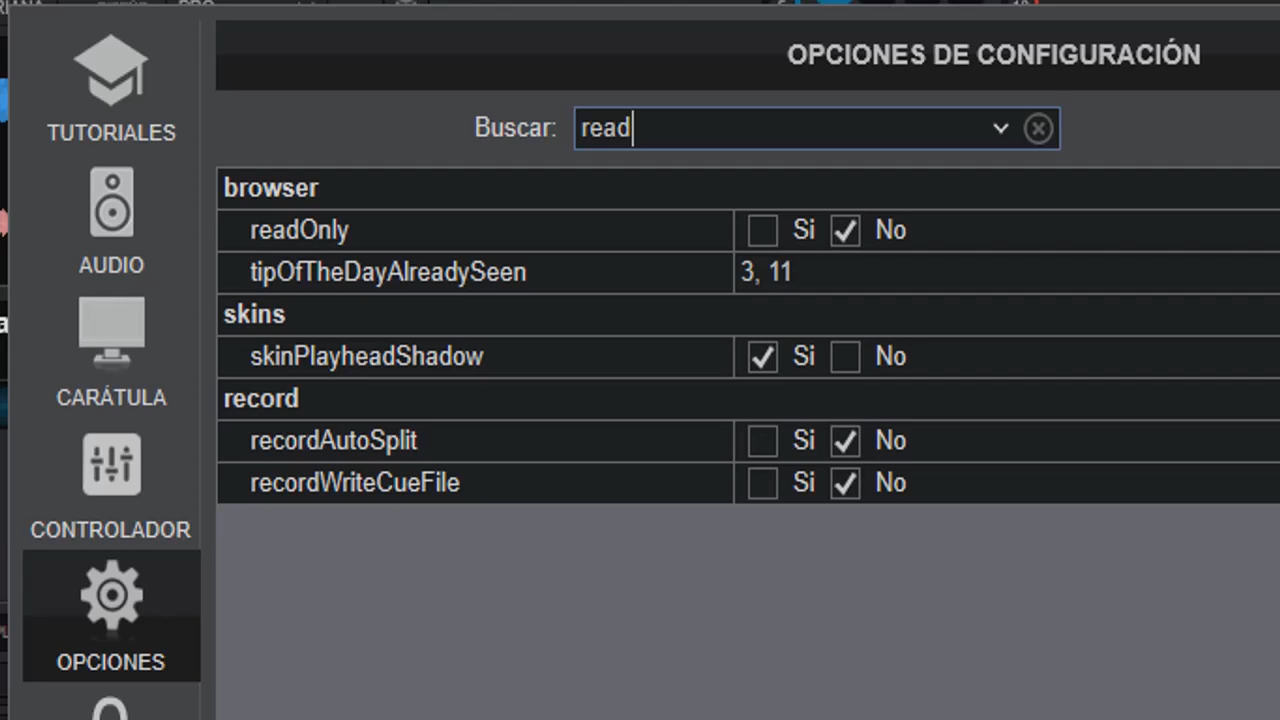 OPCIONES DE CONFIGURACIÓN
TUTORIALES
Buscar: read
browser
readOnly Si No
AUDIO
tipOfTheDayAlreadySeen 3, 11
skins
skinPlayheadShadow Si No
CARÁTULA
record
recordAutoSplit Si No
recordWriteCueFile Si No
CONTROLADOR
OPCIONES